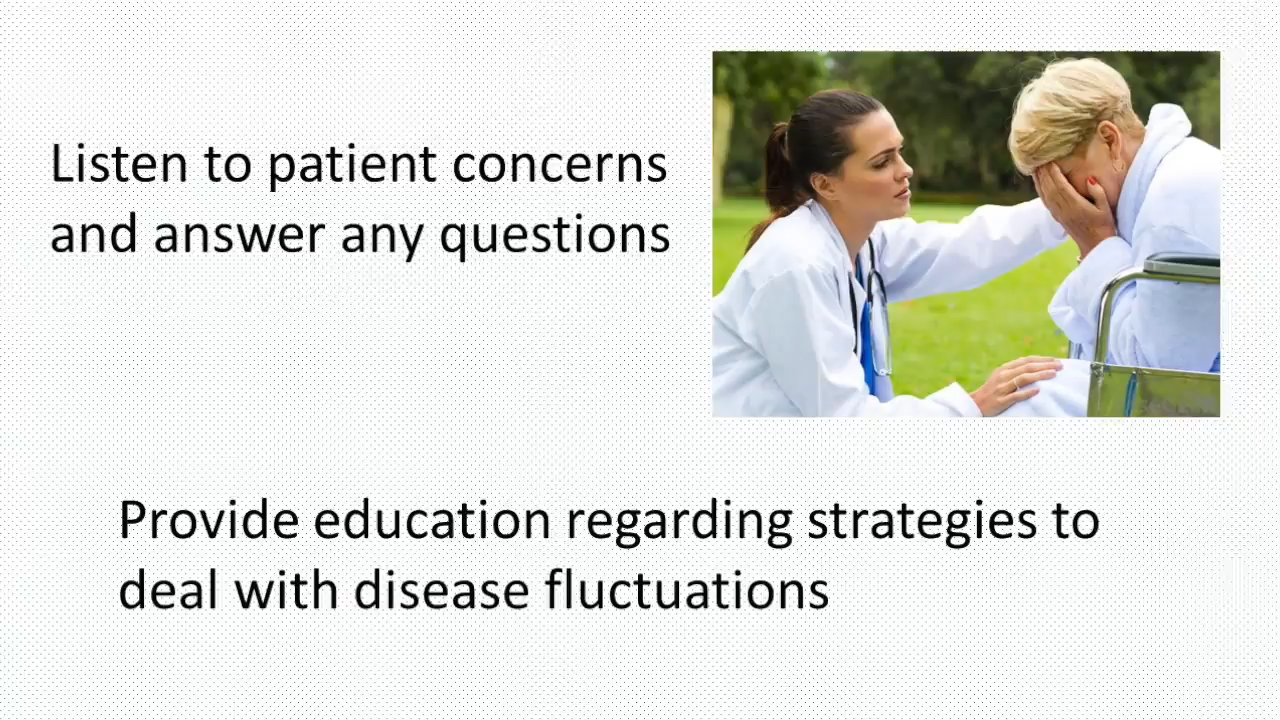 Listen to patient concerns
and answer any questions
Provide education regarding strategies to
deal with disease fluctuations